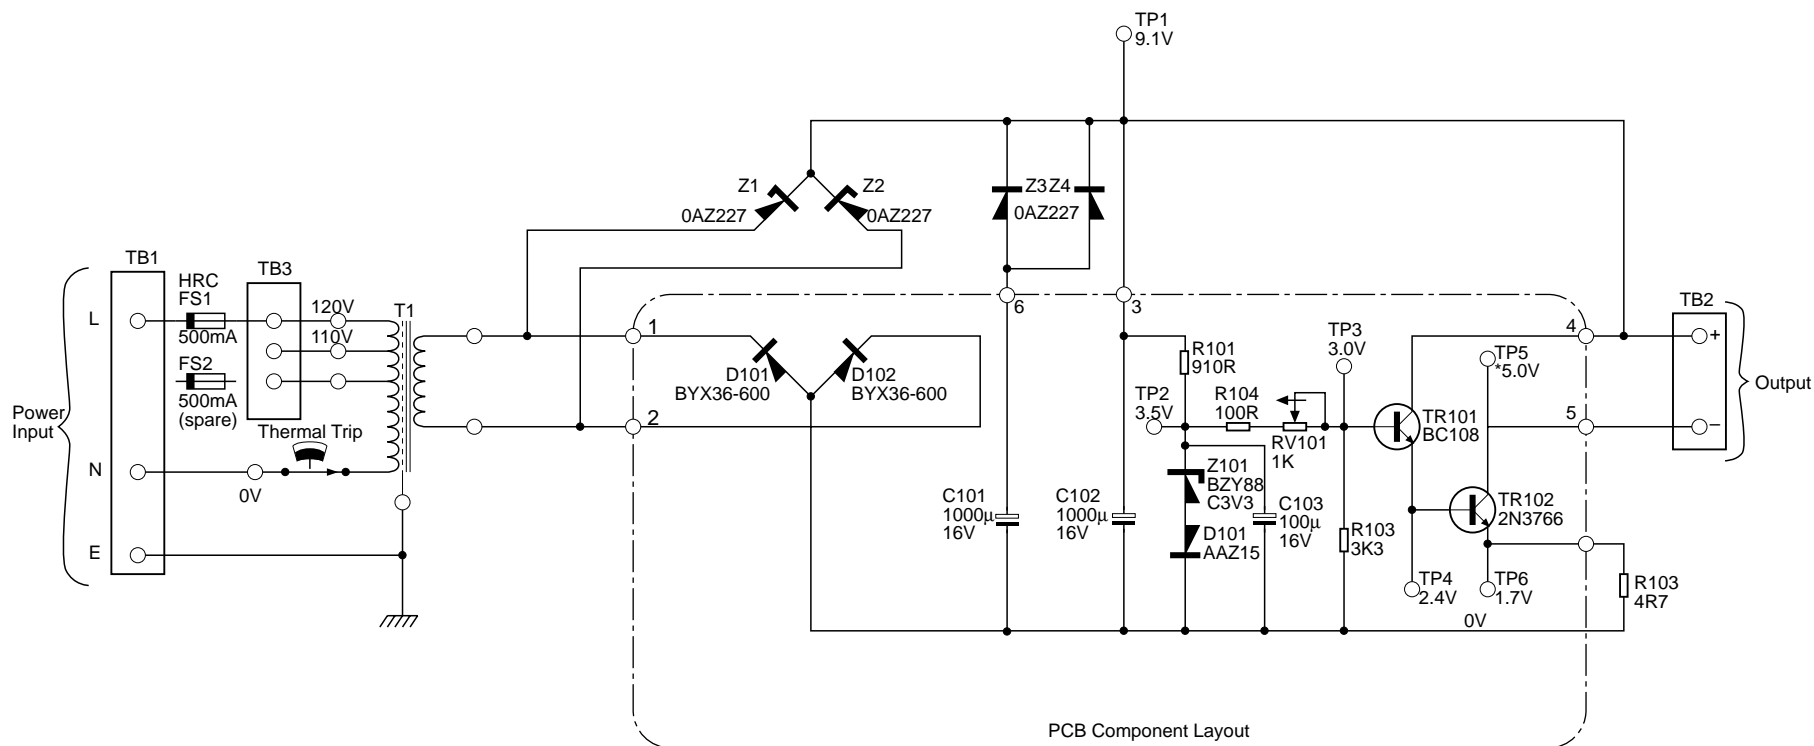 TP1
9.1V
Z1
Z2
0AZ227
0AZ227
Z3
Z4
0AZ227
TB1
HRC
FS1
500mA
TB3
120V
110V
T1
L
FS2
500mA
(spare)
Power
Input
Thermal Trip
N
0V
E
1
2
D101
BYX36-600
D102
BYX36-600
6
3
R101
910R
TP2
3.5V
R104
100R
RV101
1K
TP3
3.0V
TR101
BC108
TP5
*5.0V
4
5
TB2
+
−
Output
C101
1000µ
16V
C102
1000µ
16V
Z101
BZY88
C3V3
D101
AAZ15
C103
100µ
16V
R103
3K3
TR102
2N3766
TP4
2.4V
TP6
1.7V
0V
R103
4R7
PCB Component Layout